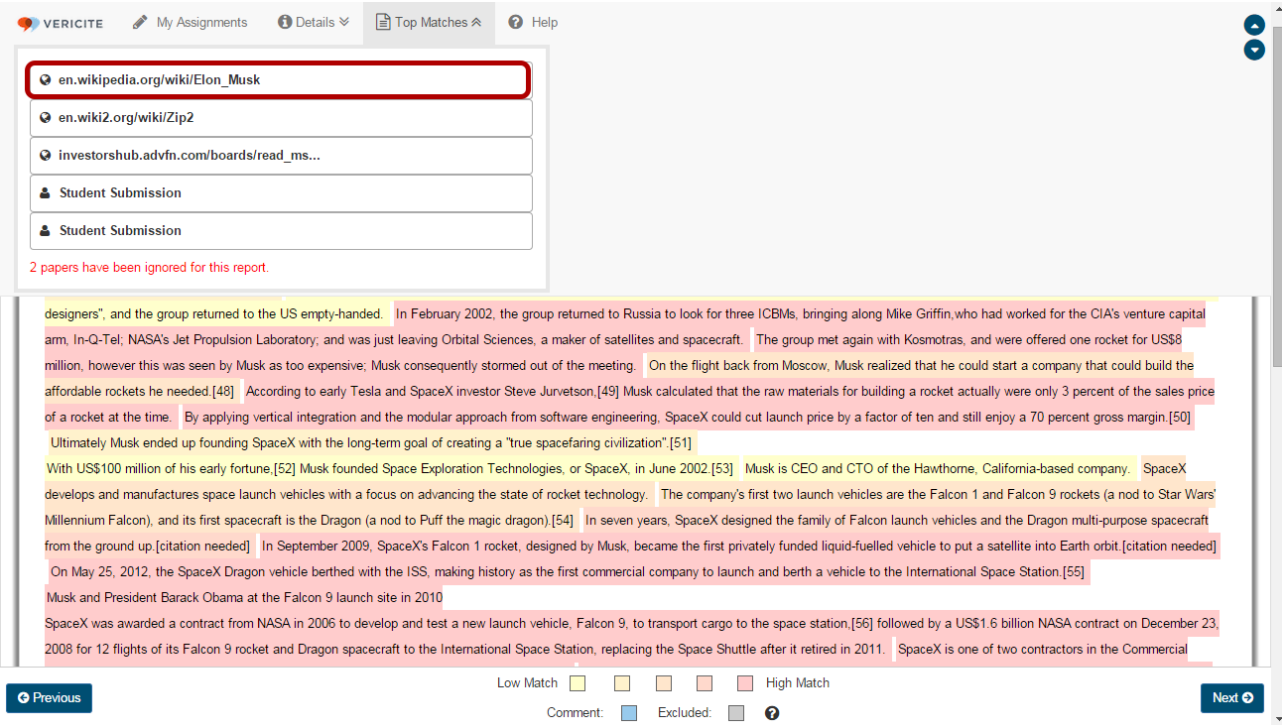 VERICITE My Assignments Details Top Matches Help
en.wikipedia.org/wiki/Elon_Musk
en.wiki2.org/wiki/Zip2
investorshub.advfn.com/boards/read_ms...
Student Submission
Student Submission
2 papers have been ignored for this report.
designers", and the group returned to the US empty-handed. In February 2002, the group returned to Russia to look for three ICBMs, bringing along Mike Griffin,who had worked for the CIA's venture capital
arm, In-Q-Tel; NASA's Jet Propulsion Laboratory; and was just leaving Orbital Sciences, a maker of satellites and spacecraft. The group met again with Kosmotras, and were offered one rocket for US$8
million, however this was seen by Musk as too expensive; Musk consequently stormed out of the meeting. On the flight back from Moscow, Musk realized that he could start a company that could build the
affordable rockets he needed.[48] According to early Tesla and SpaceX investor Steve Jurvetson,[49] Musk calculated that the raw materials for building a rocket actually were only 3 percent of the sales price
of a rocket at the time. By applying vertical integration and the modular approach from software engineering, SpaceX could cut launch price by a factor of ten and still enjoy a 70 percent gross margin.[50]
Ultimately Musk ended up founding SpaceX with the long-term goal of creating a "true spacefaring civilization".[51]
With US$100 million of his early fortune,[52] Musk founded Space Exploration Technologies, or SpaceX, in June 2002.[53] Musk is CEO and CTO of the Hawthorne, California-based company. SpaceX
develops and manufactures space launch vehicles with a focus on advancing the state of rocket technology. The company's first two launch vehicles are the Falcon 1 and Falcon 9 rockets (a nod to Star Wars'
Millennium Falcon), and its first spacecraft is the Dragon (a nod to Puff the magic dragon).[54] In seven years, SpaceX designed the family of Falcon launch vehicles and the Dragon multi-purpose spacecraft
from the ground up.[citation needed] In September 2009, SpaceX's Falcon 1 rocket, designed by Musk, became the first privately funded liquid-fuelled vehicle to put a satellite into Earth orbit.[citation needed]
On May 25, 2012, the SpaceX Dragon vehicle berthed with the ISS, making history as the first commercial company to launch and berth a vehicle to the International Space Station.[55]
Musk and President Barack Obama at the Falcon 9 launch site in 2010
SpaceX was awarded a contract from NASA in 2006 to develop and test a new launch vehicle, Falcon 9, to transport cargo to the space station,[56] followed by a US$1.6 billion NASA contract on December 23,
2008 for 12 flights of its Falcon 9 rocket and Dragon spacecraft to the International Space Station, replacing the Space Shuttle after it retired in 2011. SpaceX is one of two contractors in the Commercial
Low Match High Match
Previous Next
Comment: Excluded: